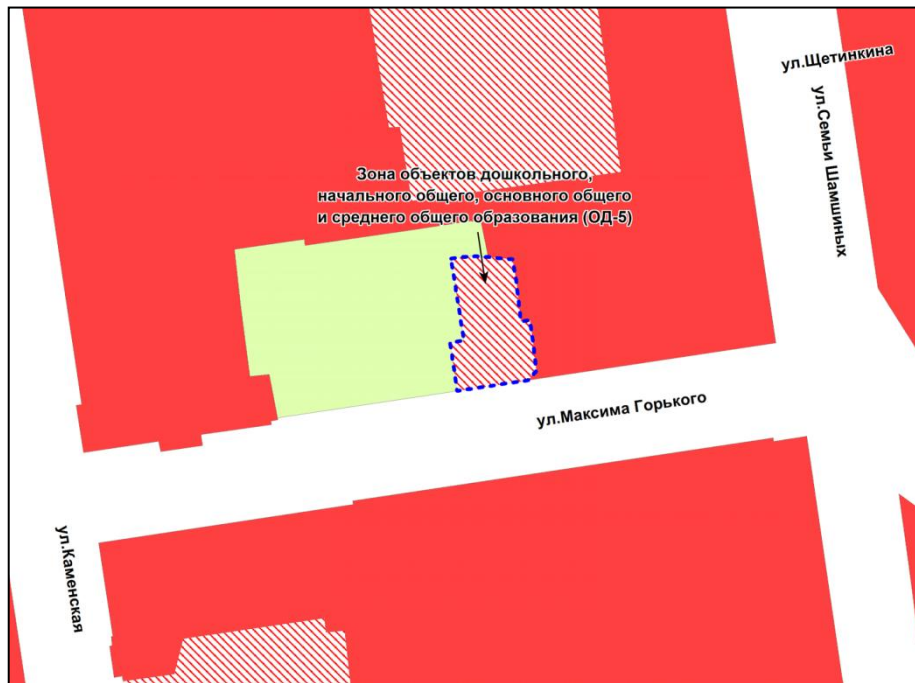 ул.Щетинкина
ул.Семьи Шамшиных
Зона объектов дошкольного,
начального общего, основного общего
и среднего общего образования (ОД-5)
ул.Максима Горького
ул.Каменская